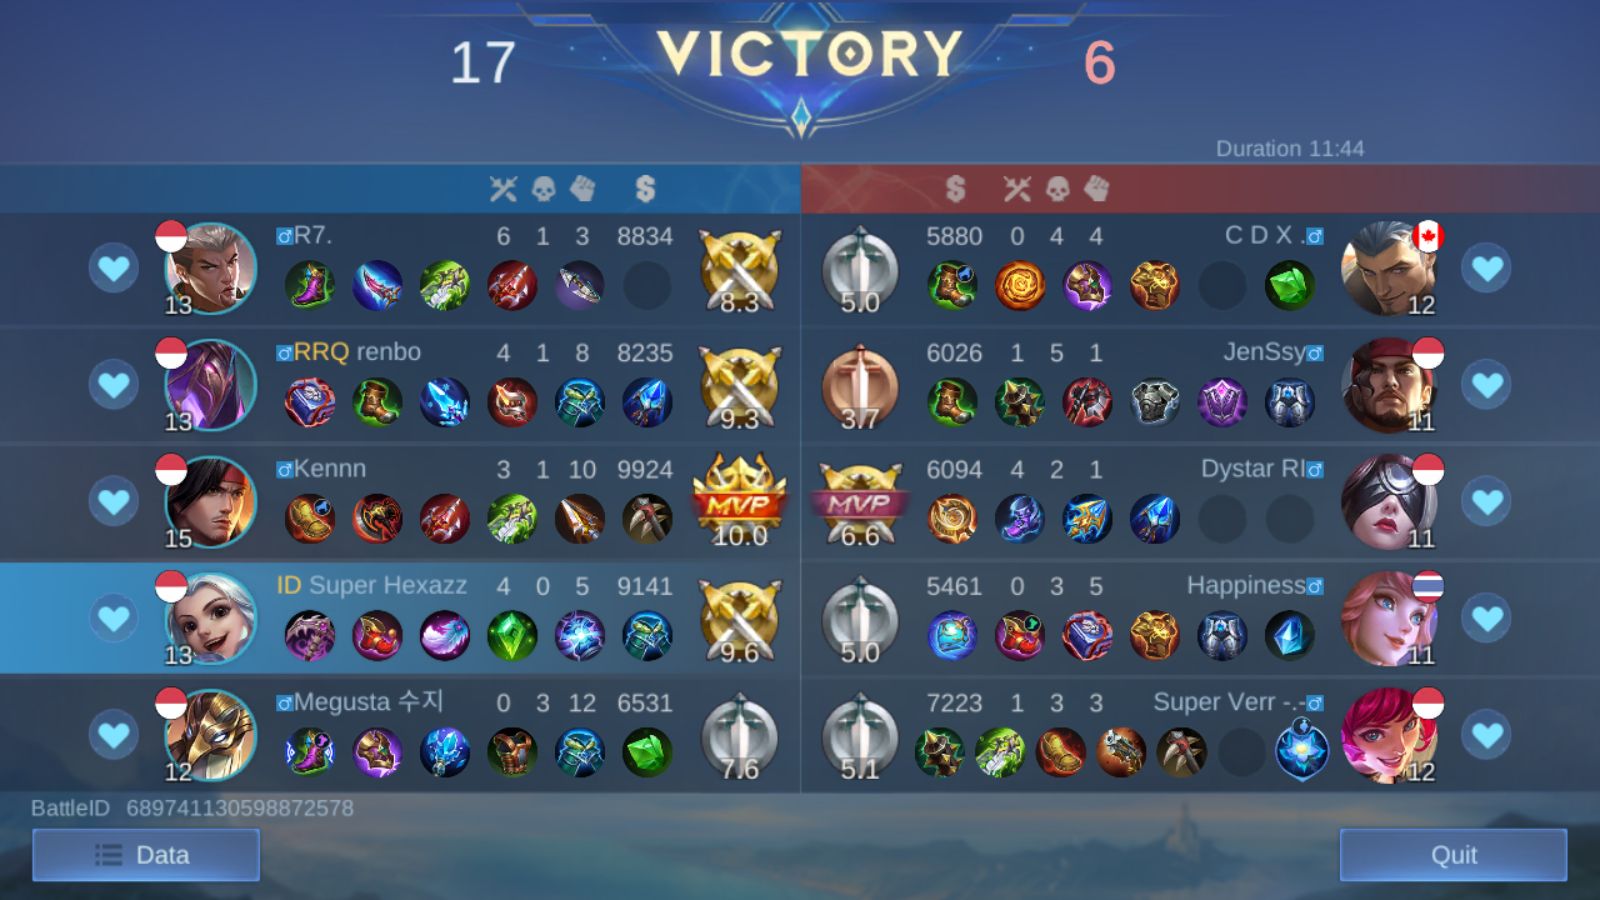 17 VICTORY 6
Duration 11:44
R7. 6 1 3 8834
13 8.3
5880 0 4 4 C D X .
5.0 12
RRQ renbo 4 1 8 8235
13 9.3
6026 1 5 1 JenSsy
3.7 11
Kennn 3 1 10 9924
15 MVP 10.0
6094 4 2 1 Dystar RI
MVP 6.6 11
ID Super Hexazz 4 0 5 9141
13 9.6
5461 0 3 5 Happiness
5.0 11
Megusta 수지 0 3 12 6531
12 7.6
7223 1 3 3 Super Verr -.-
5.1 12
BattleID 689741130598872578
Data
Quit